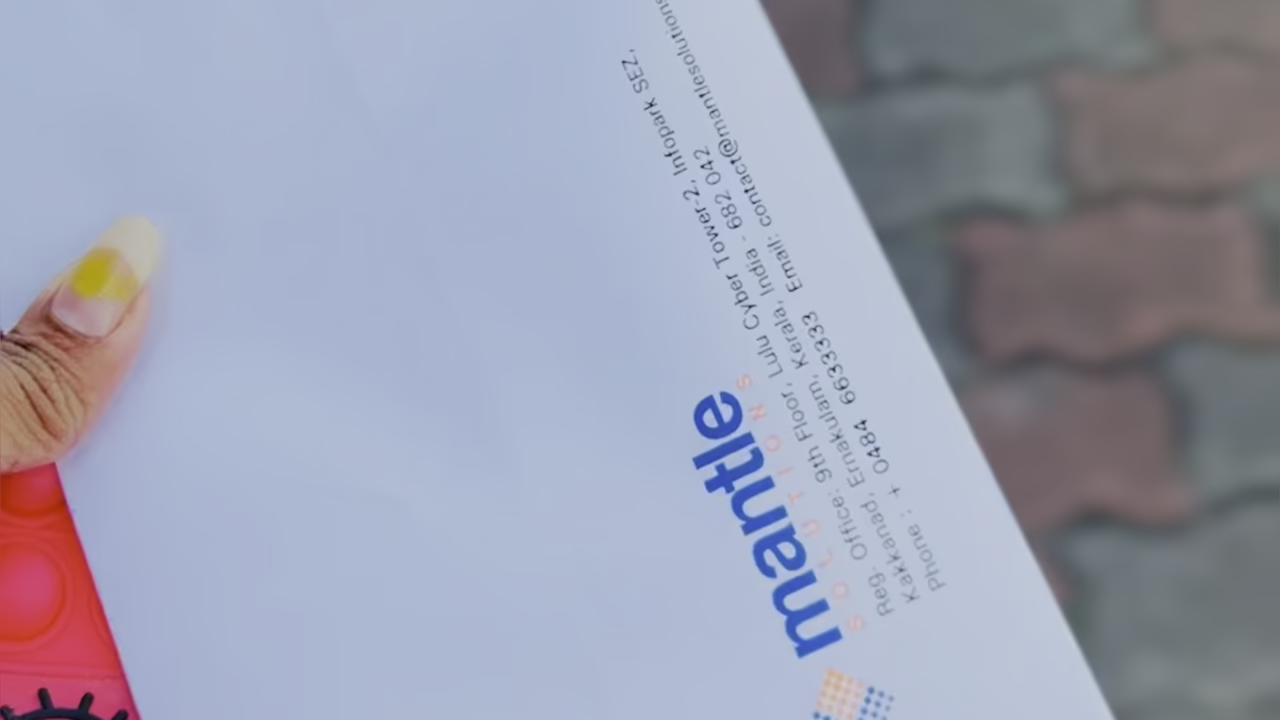 mantle
SOLUTIONS
Reg. Office: 9th Floor, Lulu Cyber Tower-2, Infopark SEZ,
Kakkanad, Ernakulam, Kerala, India - 682 042
Phone : + 0484 6633333 Email: contact@mantlesolutions